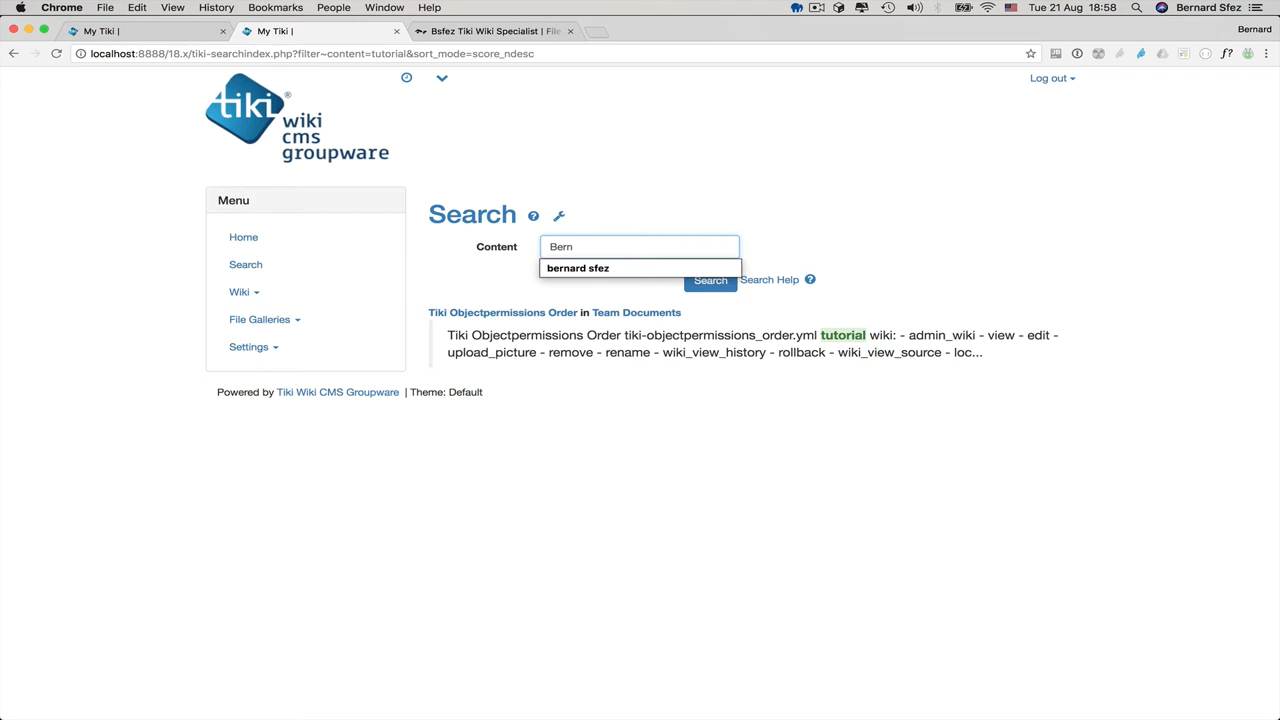 Chrome File Edit View History Bookmarks People Window Help Tue 21 Aug 18:58 Bernard Sfez
My Tiki | My Tiki | Bsfez Tiki Wiki Specialist | File Bernard
localhost:8888/18.x/tiki-searchindex.php?filter~content=tutorial&sort_mode=score_ndesc
Log out
tiki®
wiki
cms
groupware
Menu
Home
Search
Wiki
File Galleries
Settings
Search
Content Bern
bernard sfez
Search Search Help
Tiki Objectpermissions Order in Team Documents
Tiki Objectpermissions Order tiki-objectpermissions_order.yml tutorial wiki: - admin_wiki - view - edit -
upload_picture - remove - rename - wiki_view_history - rollback - wiki_view_source - loc...
Powered by Tiki Wiki CMS Groupware | Theme: Default